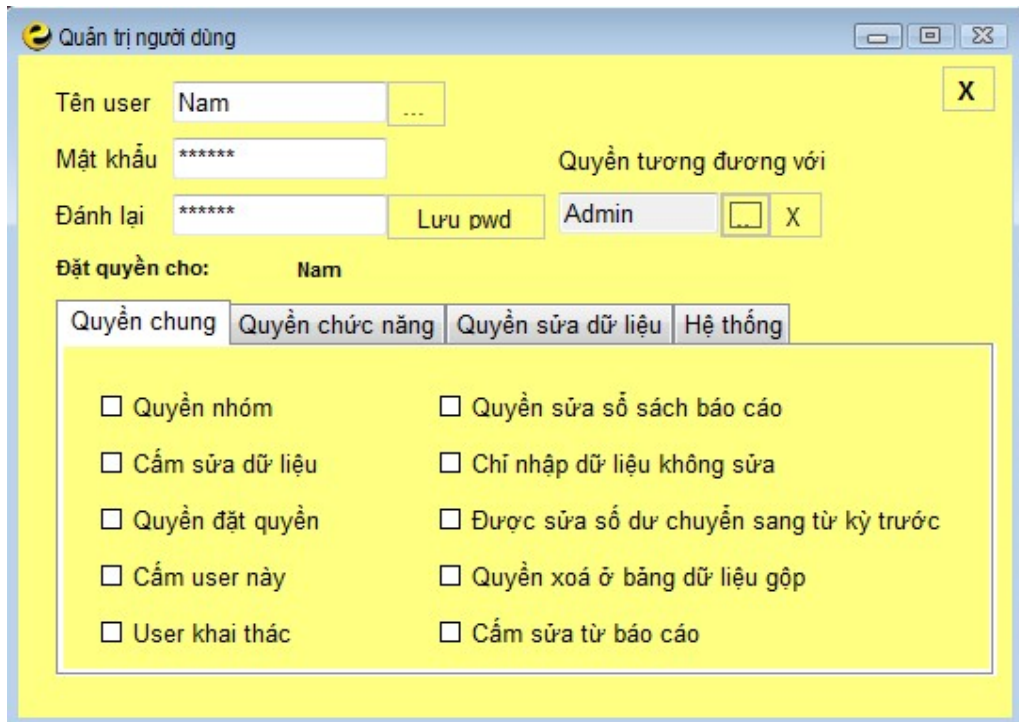 Quản trị người dùng
X
Tên user Nam ...
Mật khẩu ****** Quyền tương đương với
Đánh lại ****** Lưu pwd Admin ... X
Đặt quyền cho: Nam
Quyền chung Quyền chức năng Quyền sửa dữ liệu Hệ thống
Quyền nhóm Quyền sửa sổ sách báo cáo
Cấm sửa dữ liệu Chỉ nhập dữ liệu không sửa
Quyền đặt quyền Được sửa số dư chuyển sang từ kỳ trước
Cấm user này Quyền xoá ở bảng dữ liệu gộp
User khai thác Cấm sửa từ báo cáo